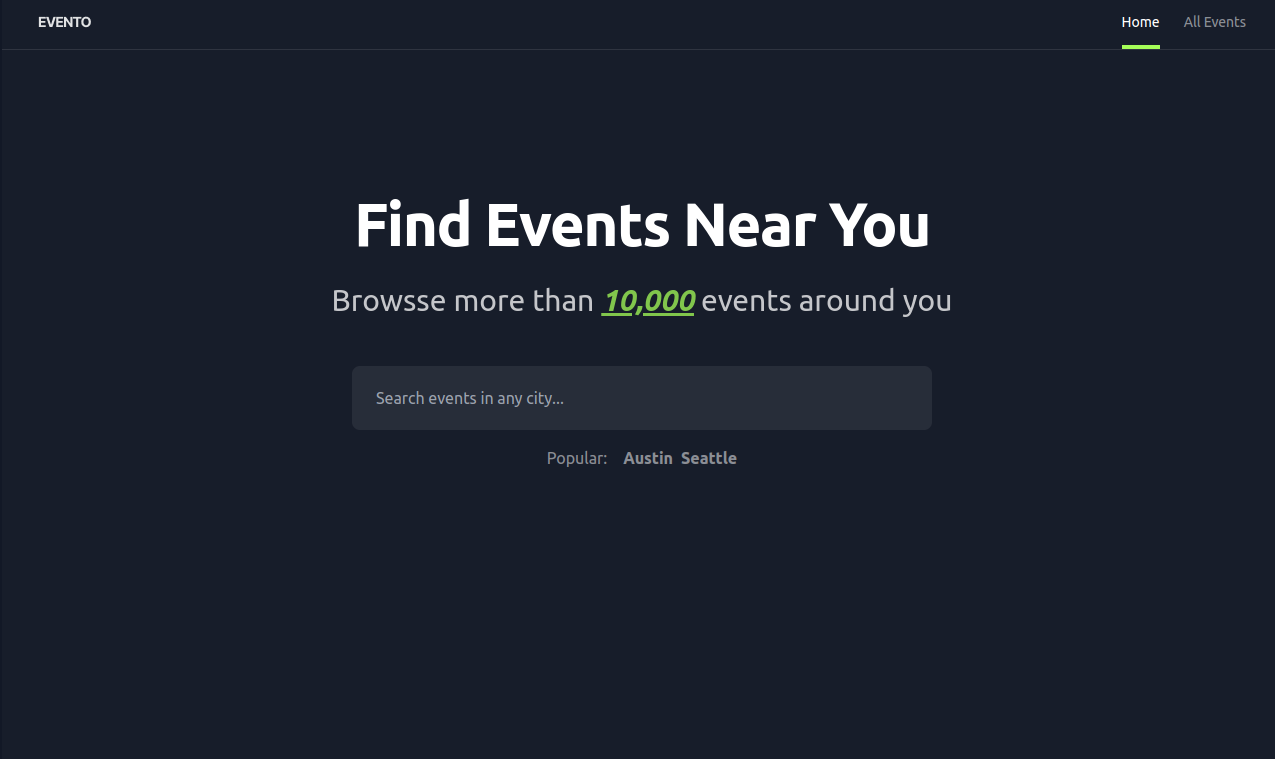 EVENTO
Home
All Events
Find Events Near You
Browsse more than 10,000 events around you
Search events in any city...
Popular: Austin Seattle